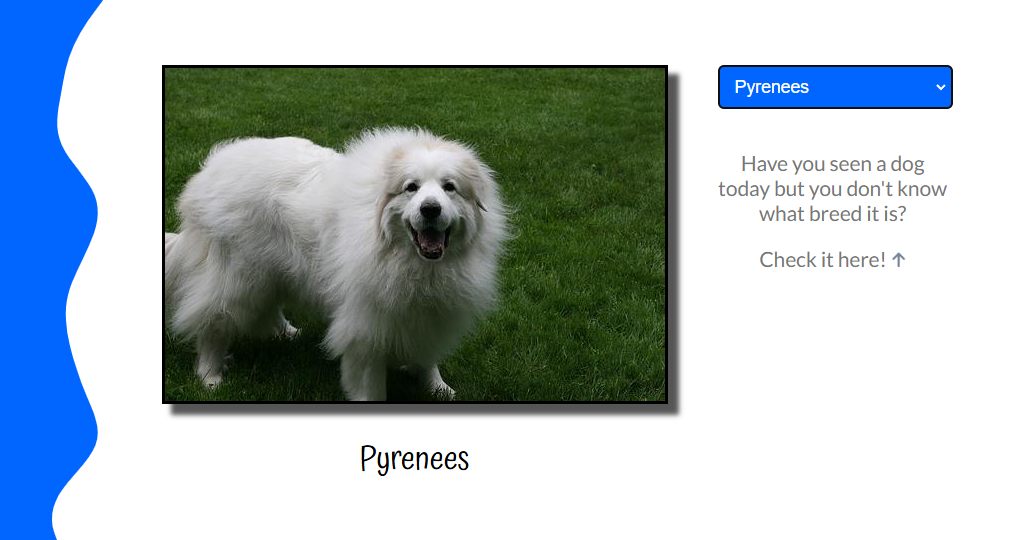 Pyrenees
Have you seen a dog
today but you don't know
what breed it is?
Check it here! ↑
Pyrenees